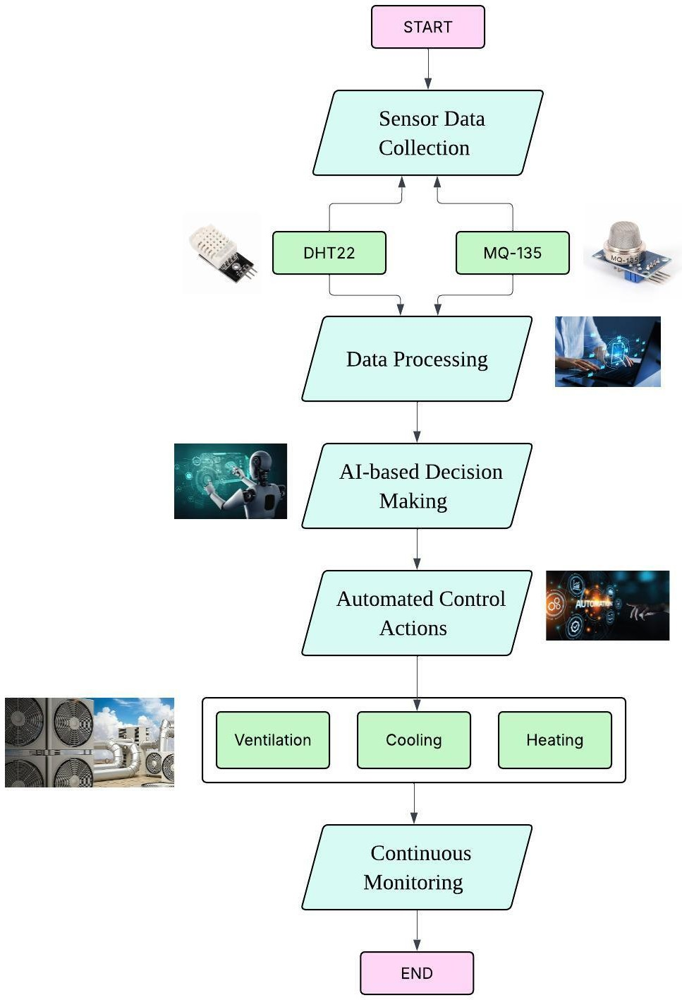 START
Sensor Data
Collection
DHT22
MQ-135
MQ-135
Data Processing
AI-based Decision
Making
Automated Control
Actions
AUTOMATION
Ventilation
Cooling
Heating
Continuous
Monitoring
END